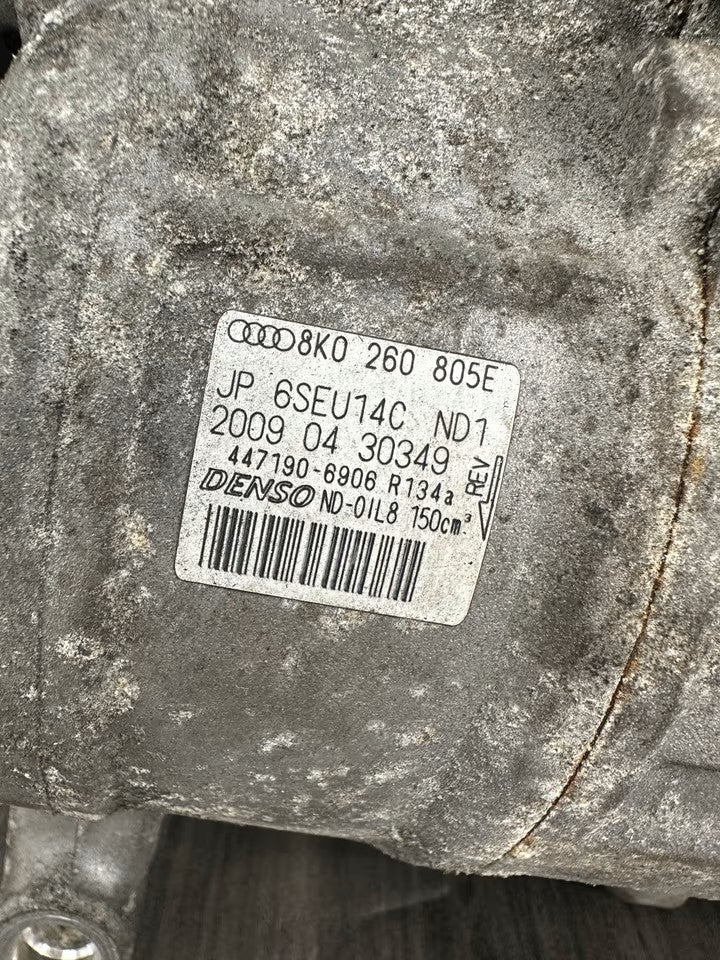 8K0 260 805E
JP 6SEU14C ND1
2009 04 30349
447190-6906 R134a
DENSO ND-OIL8 150cm³
REV